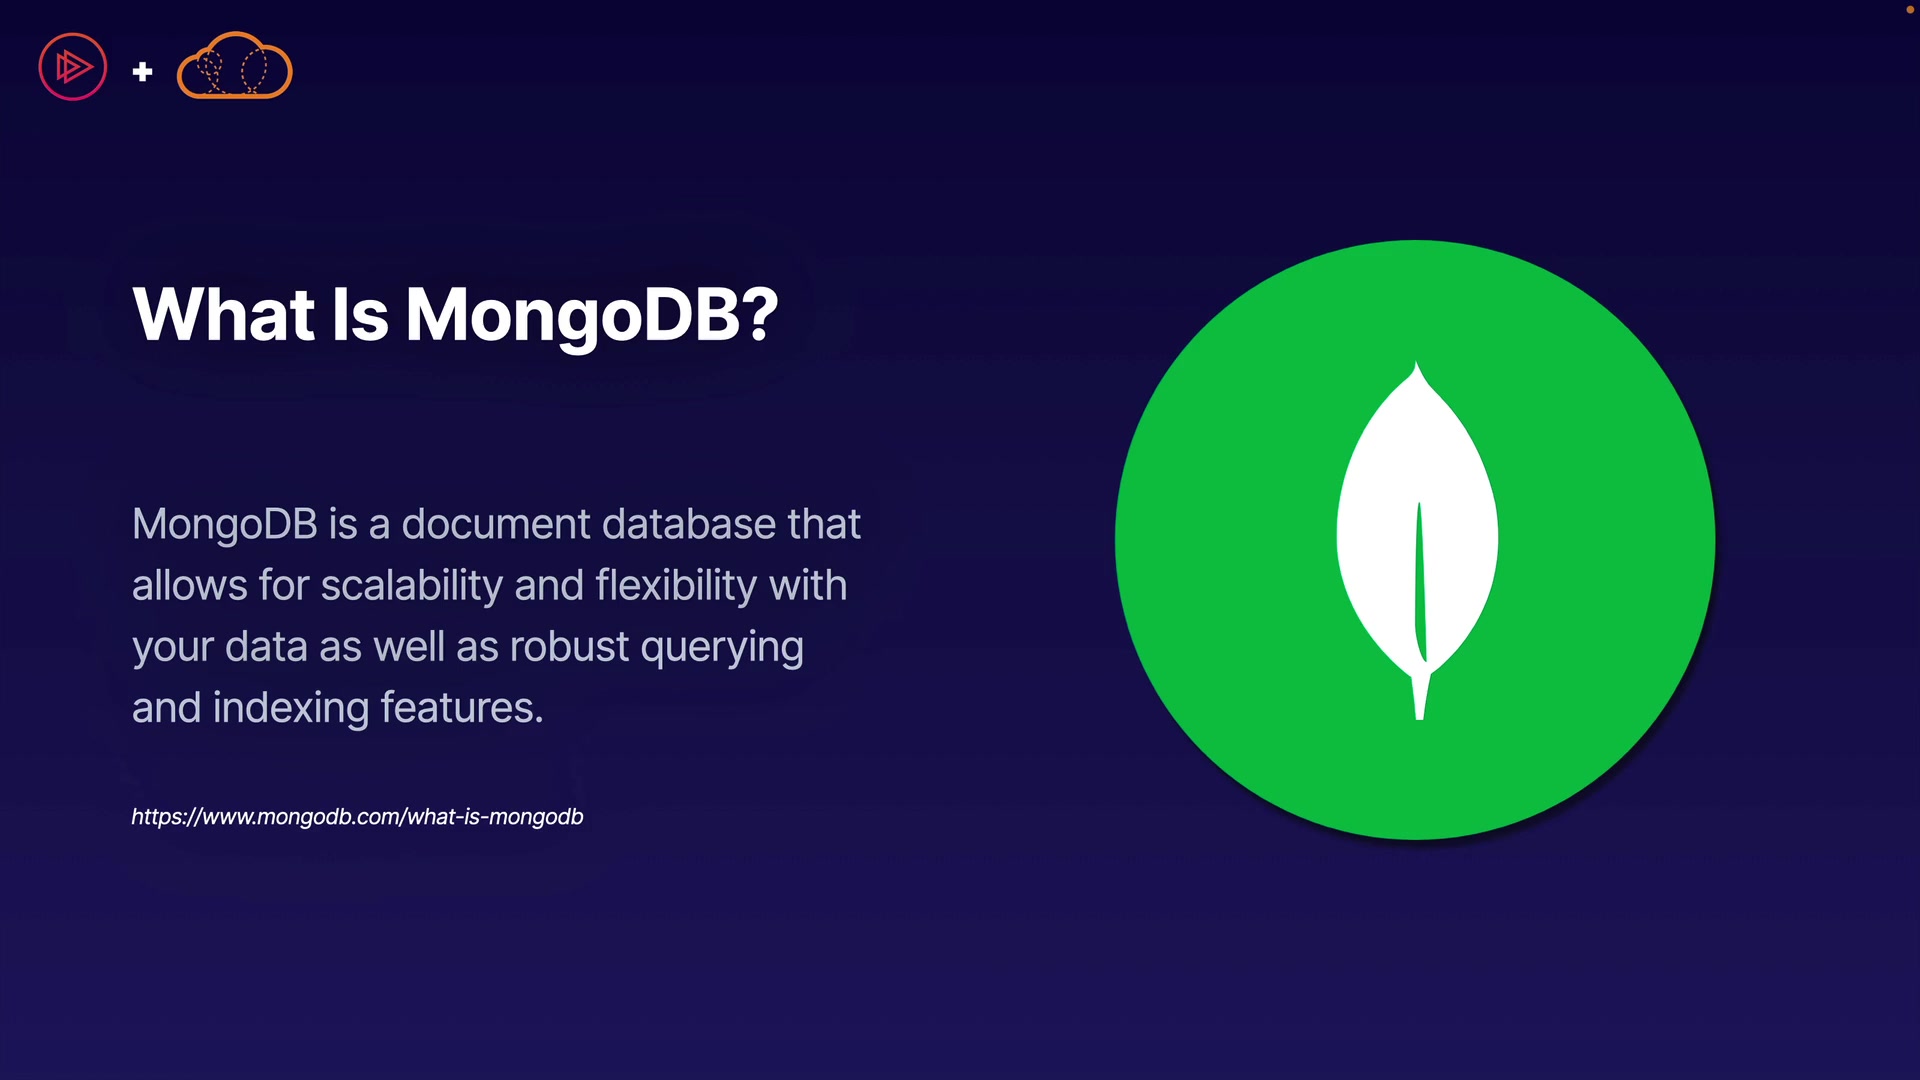 What Is MongoDB?
MongoDB is a document database that
allows for scalability and flexibility with
your data as well as robust querying
and indexing features.
https://www.mongodb.com/what-is-mongodb